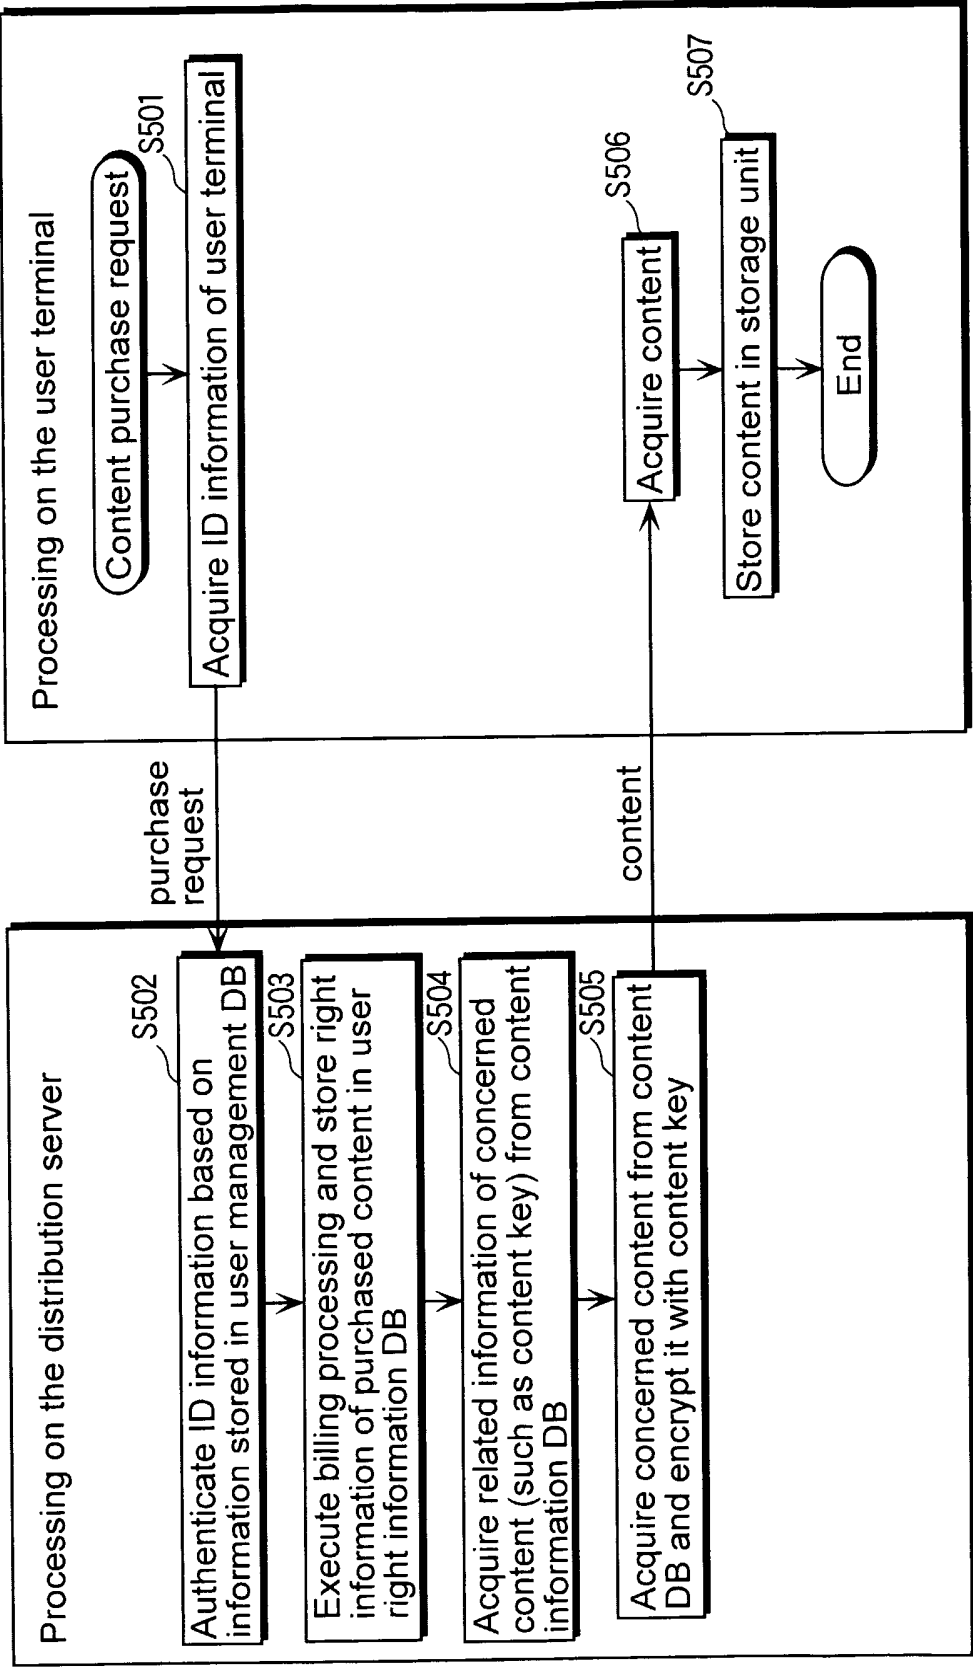 Processing on the distribution server
S502
Authenticate ID information based on
information stored in user management DB
S503
Execute billing processing and store right
information of purchased content in user
right information DB
S504
Acquire related information of concerned
content (such as content key) from content
information DB
S505
Acquire concerned content from content
DB and encrypt it with content key
purchase
request
content
Processing on the user terminal
Content purchase request
S501
Acquire ID information of user terminal
S506
Acquire content
S507
Store content in storage unit
End